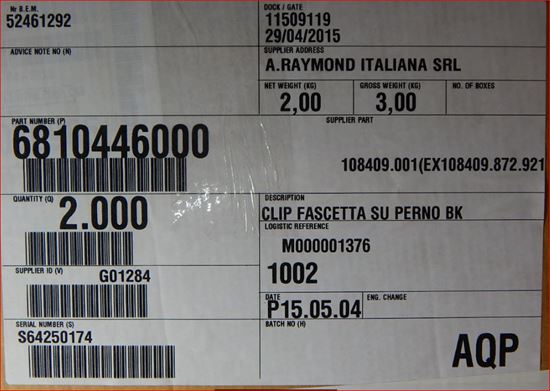 Nr B.E.M.
52461292
DOCK / GATE
11509119
29/04/2015
ADVICE NOTE NO (N)
SUPPLIER ADDRESS
A.RAYMOND ITALIANA SRL
NET WEIGHT (KG)
2,00
GROSS WEIGHT (KG)
3,00
NO. OF BOXES
PART NUMBER (P)
6810446000
SUPPLIER PART
108409.001(EX108409.872.921
QUANTITY (Q)
2.000
DESCRIPTION
CLIP FASCETTA SU PERNO BK
LOGISTIC REFERENCE
M000001376
1002
SUPPLIER ID (V)
G01284
DATE
P15.05.04
ENG. CHANGE
SERIAL NUMBER (S)
S64250174
BATCH NO (H)
AQP